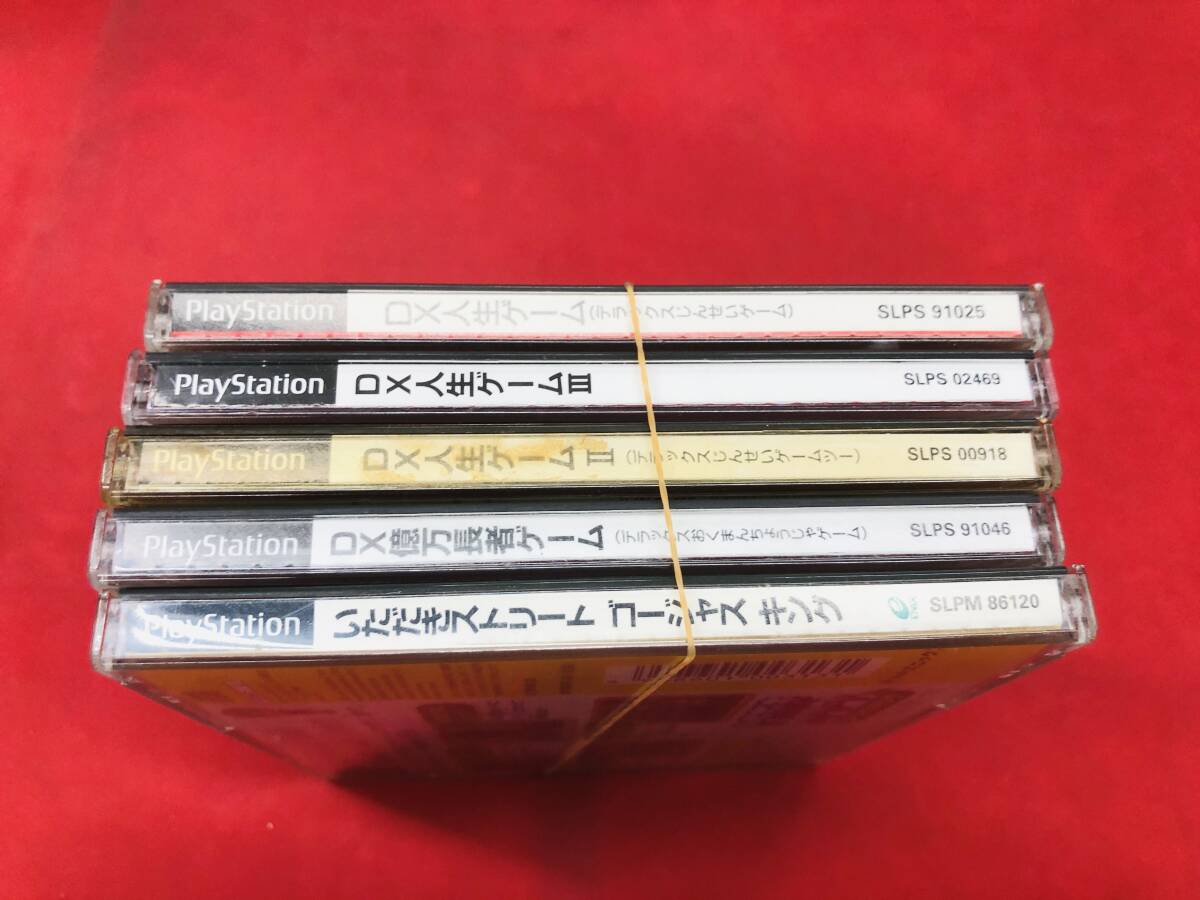 PlayStation DX人生ゲーム(デラックスじんせいゲーム) SLPS 91025
PlayStation DX人生ゲームIII SLPS 02469
PlayStation DX人生ゲームII(デラックスじんせいゲームツー) SLPS 00918
PlayStation DX億万長者ゲーム(デラックスおくまんちょうじゃゲーム) SLPS 91046
PlayStation いただきストリート ゴージャス キング SLPM 86120